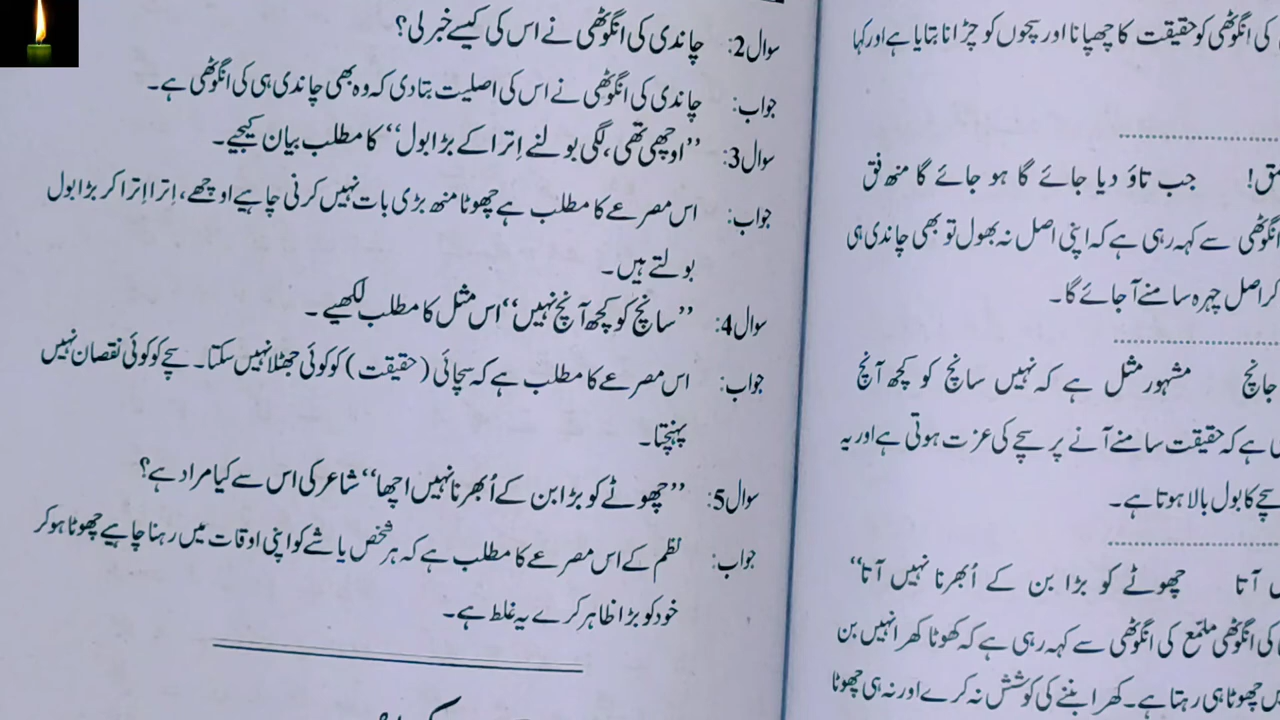 کی انگوٹھی کو حقیقت کا چھپانا اور سچوں کو چڑانا بتایا ہے اور کہا
جب تاؤ دیا جائے گا ہو جائے گا منھ فق
انگوٹھی سے کہہ رہی ہے کہ اپنی اصل نہ بھول تو بھی چاندی ہی
کر اصل چہرہ سامنے آ جائے گا۔
جانچ مشہور مثل ہے کہ نہیں سانچ کو کچھ آنچ
ہے کہ حقیقت سامنے آنے پر سچے کی عزت ہوتی ہے اور یہ
سچے کا بول بالا ہوتا ہے۔
آتا چھوٹے کو بڑا بن کے اُبھرنا نہیں آتا‘‘
کی انگوٹھی ملمّع کی انگوٹھی سے کہہ رہی ہے کہ کھوٹا کھرا نہیں بن
چھوٹا ہی رہتا ہے۔ کھرا بننے کی کوشش نہ کرے اور نہ ہی چھوٹا
سوال 2: چاندی کی انگوٹھی نے اس کی کیسے خبر لی؟
جواب: چاندی کی انگوٹھی نے اس کی اصلیت بتا دی کہ وہ بھی چاندی ہی کی انگوٹھی ہے۔
سوال 3: ’’اوچھی تھی، لگی بولنے اِترا کے بڑا بول‘‘ کا مطلب بیان کیجیے۔
جواب: اس مصرعے کا مطلب ہے چھوٹا منھ بڑی بات نہیں کرنی چاہیے اوچھے، اِترا اِترا کر بڑا بول
بولتے ہیں۔
سوال 4: ’’سانچ کو کچھ آنچ نہیں‘‘ اس مثل کا مطلب لکھیے۔
جواب: اس مصرعے کا مطلب ہے کہ سچائی (حقیقت) کو کوئی جھٹلا نہیں سکتا۔ سچے کو کوئی نقصان نہیں
پہنچتا۔
سوال 5: ’’چھوٹے کو بڑا بن کے اُبھرنا نہیں اچھا‘‘ شاعر کی اس سے کیا مراد ہے؟
جواب: نظم کے اس مصرعے کا مطلب ہے کہ ہر شخص یا شے کو اپنی اوقات میں رہنا چاہیے چھوٹا ہو کر
خود کو بڑا ظاہر کرے یہ غلط ہے۔